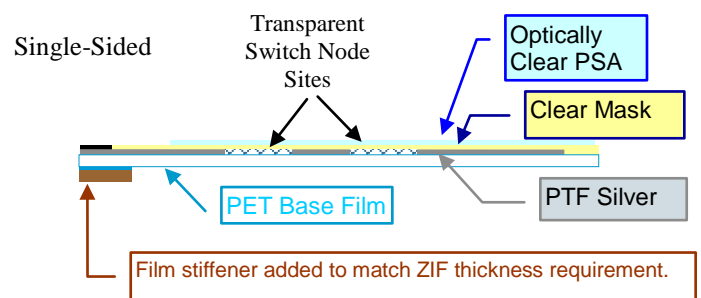 Single-Sided
Transparent
Switch Node
Sites
Optically
Clear PSA
Clear Mask
PTF Silver
PET Base Film
Film stiffener added to match ZIF thickness requirement.